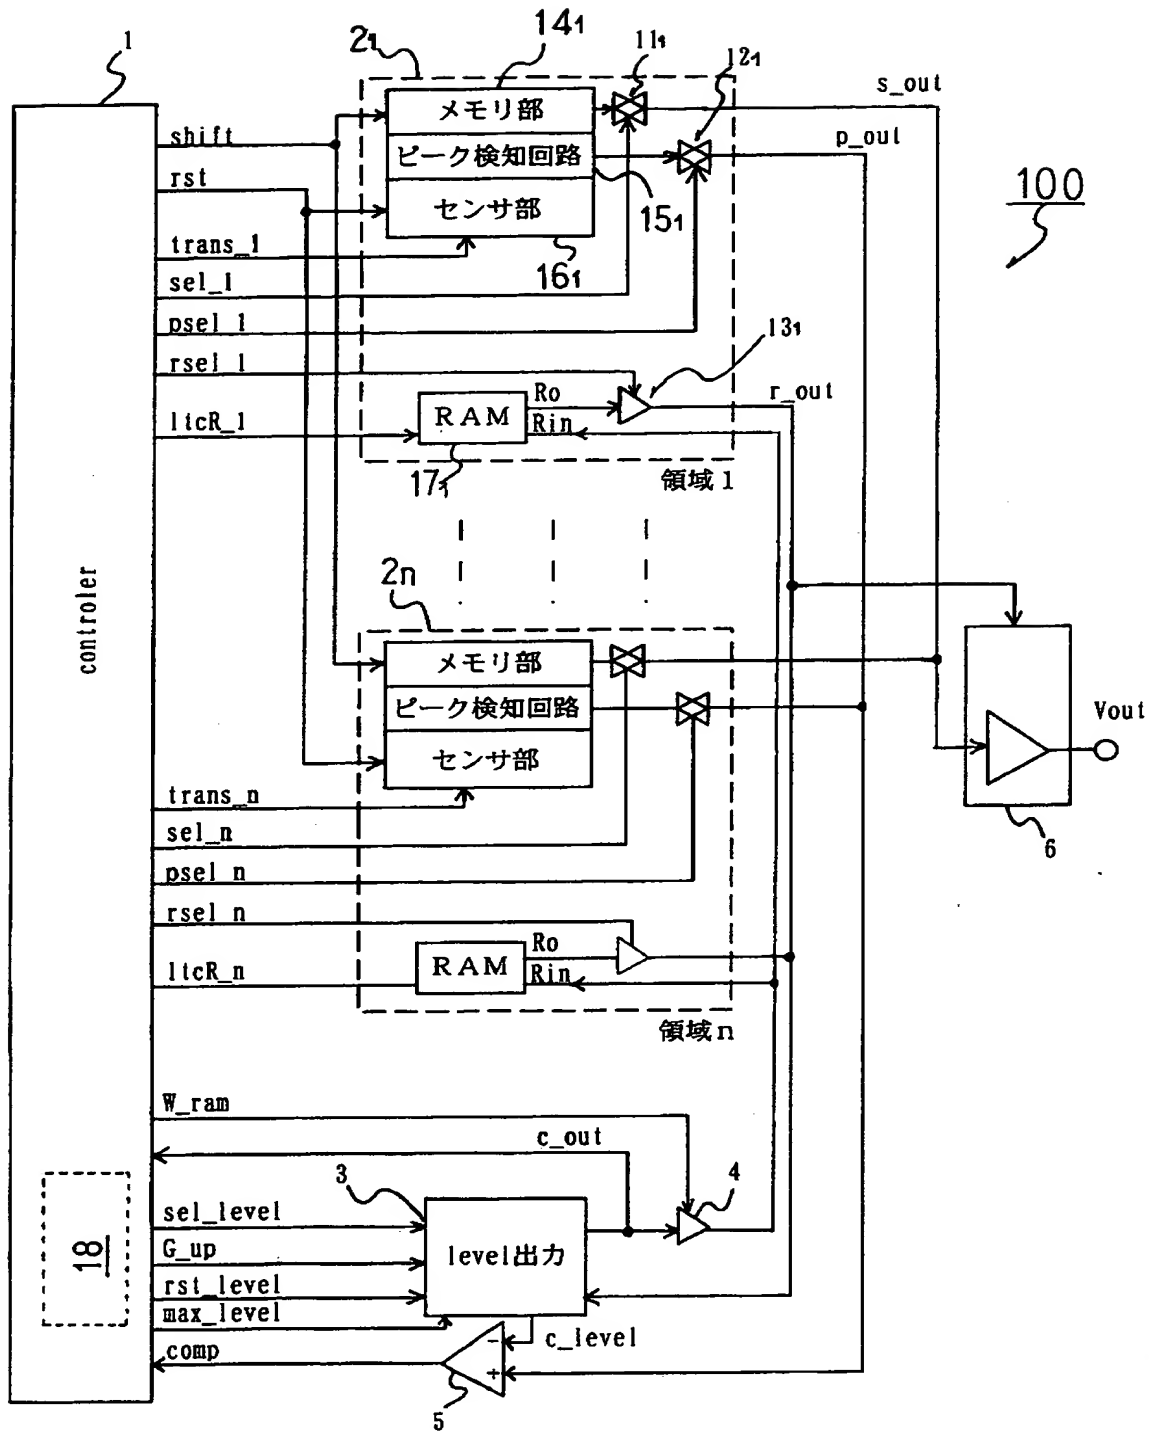 1
controler
18
shift
rst
trans_1
sel_1
psel_1
rsel_1
ltcR_1
2₁
14₁
11₁
12₁
メモリ部
ピーク検知回路
センサ部
15₁
16₁
13₁
RAM
Ro
Rin
17₁
領域1
s_out
p_out
r_out
100
2n
メモリ部
ピーク検知回路
センサ部
trans_n
sel_n
psel_n
rsel_n
ltcR_n
RAM
Ro
Rin
領域n
Vout
6
W_ram
c_out
3
4
sel_level
G_up
rst_level
max_level
comp
level出力
c_level
-
+
5